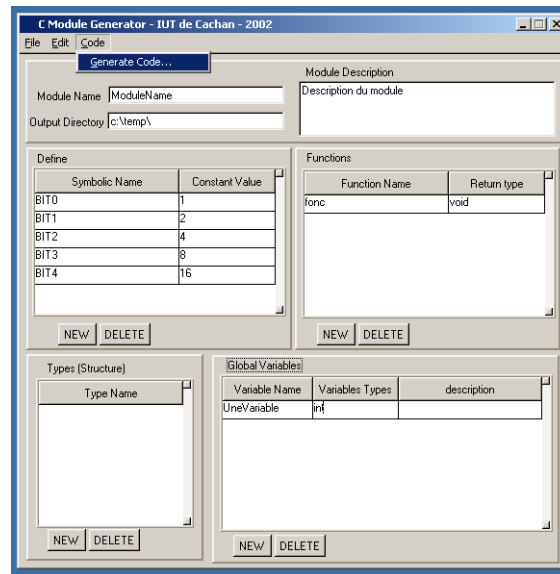 C Module Generator - IUT de Cachan - 2002
File Edit Code
Generate Code...
Module Name ModuleName
Output Directory c:\temp\
Module Description
Description du module
Define
Symbolic Name Constant Value
BIT0 1
BIT1 2
BIT2 4
BIT3 8
BIT4 16
NEW DELETE
Functions
Function Name Return type
fonc void
NEW DELETE
Types (Structure)
Type Name
NEW DELETE
Global Variables
Variable Name Variables Types description
UneVariable int
NEW DELETE